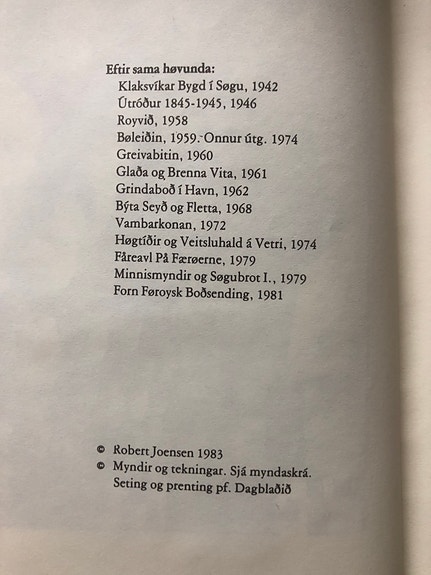 Eftir sama høvunda:
Klaksvíkar Bygd í Søgu, 1942
Útróður 1845-1945, 1946
Royvið, 1958
Bøleiðin, 1959. Onnur útg. 1974
Greivabitin, 1960
Glaða og Brenna Vita, 1961
Grindaboð í Havn, 1962
Býta Seyð og Fletta, 1968
Vambarkonan, 1972
Høgtíðir og Veitsluhald á Vetri, 1974
Fåreavl På Færøerne, 1979
Minnismyndir og Søgubrot I., 1979
Forn Føroysk Boðsending, 1981
© Robert Joensen 1983
© Myndir og tekningar. Sjá myndaskrá.
Seting og prenting pf. Dagblaðið